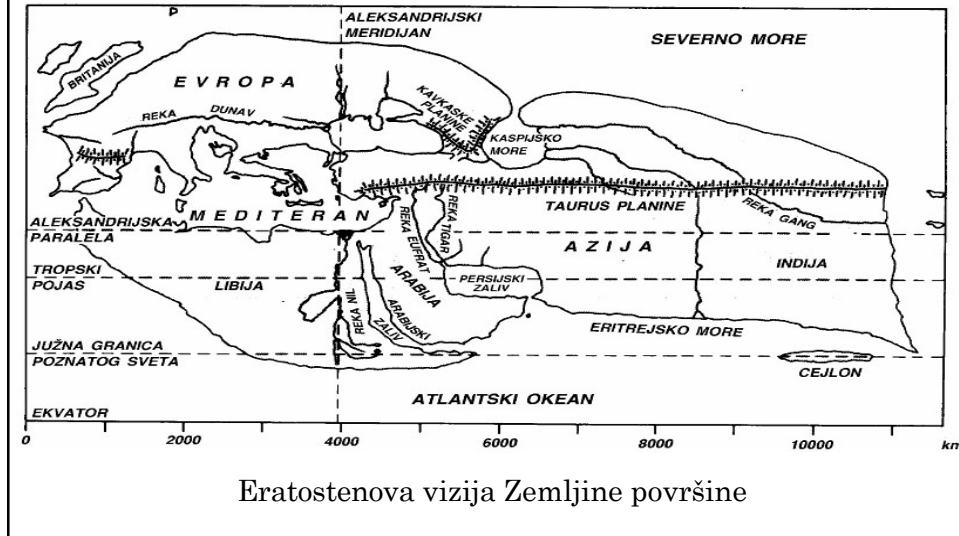 ALEKSANDRIJSKI
MERIDIJAN
SEVERNO MORE
BRITANIJA
EVROPA
REKA DUNAV
KAVKASKE
PLANINE
KASPIJSKO
MORE
MEDITERAN
TAURUS PLANINE
REKA GANG
ALEKSANDRIJSKA
PARALELA
REKA EUFRAT
REKA TIGAR
AZIJA
INDIJA
TROPSKI
POJAS
LIBIJA
ARABIJA
PERSIJSKI
ZALIV
REKA NIL
ARABIJSKI
ZALIV
ERITREJSKO MORE
JUŽNA GRANICA
POZNATOG SVETA
CEJLON
ATLANTSKI OKEAN
EKVATOR
0 2000 4000 6000 8000 10000 km
Eratostenova vizija Zemljine površine